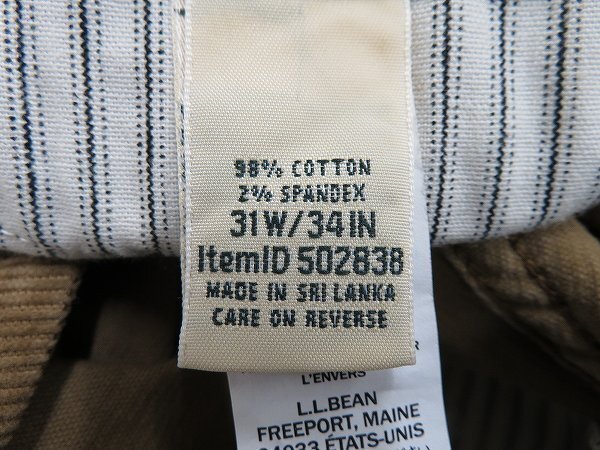 98% COTTON
2% SPANDEX
31W/34IN
ItemID 502838
MADE IN SRI LANKA
CARE ON REVERSE
L'ENVERS
L.L.BEAN
FREEPORT, MAINE
04033 ÉTATS-UNIS